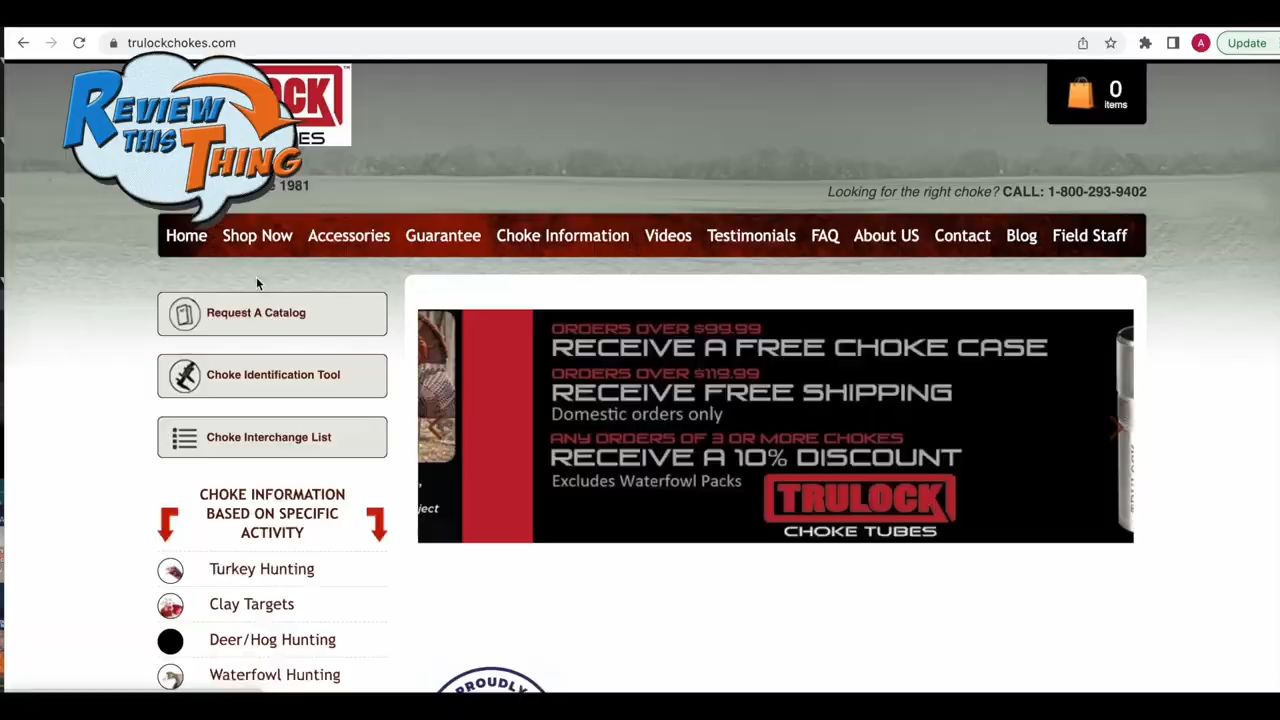 trulockchokes.com
A
Update
REVIEW
THIS
THING
OCK
ES
1981
0
items
Looking for the right choke? CALL: 1-800-293-9402
Home Shop Now Accessories Guarantee Choke Information Videos Testimonials FAQ About US Contact Blog Field Staff
Request A Catalog
Choke Identification Tool
Choke Interchange List
CHOKE INFORMATION
BASED ON SPECIFIC
ACTIVITY
Turkey Hunting
Clay Targets
Deer/Hog Hunting
Waterfowl Hunting
ject
ORDERS OVER $99.99
RECEIVE A FREE CHOKE CASE
ORDERS OVER $119.99
RECEIVE FREE SHIPPING
Domestic orders only
ANY ORDERS OF 3 OR MORE CHOKES
RECEIVE A 10% DISCOUNT
Excludes Waterfowl Packs
TRULOCK
CHOKE TUBES
PROUDLY